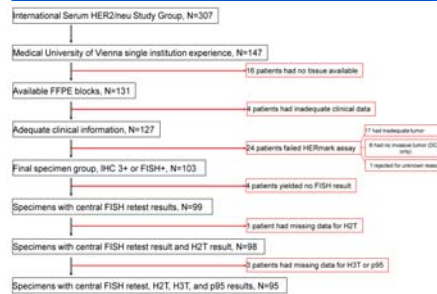 International Serum HER2/neu Study Group, N=307
Medical University of Vienna single institution experience, N=147
16 patients had no tissue available
Available FFPE blocks, N=131
4 patients had inadequate clinical data
Adequate clinical information, N=127
17 had inadequate tumor
24 patients failed HERmark assay
6 had no invasive tumor (DCIS
only)
1 rejected for unknown reason
Final specimen group, IHC 3+ or FISH+, N=103
4 patients yielded no FISH result
Specimens with central FISH retest results, N=99
1 patient had missing data for H2T
Specimens with central FISH retest result and H2T result, N=98
3 patients had missing data for H3T or p95
Specimens with central FISH retest, H2T, H3T, and p95 results, N=95